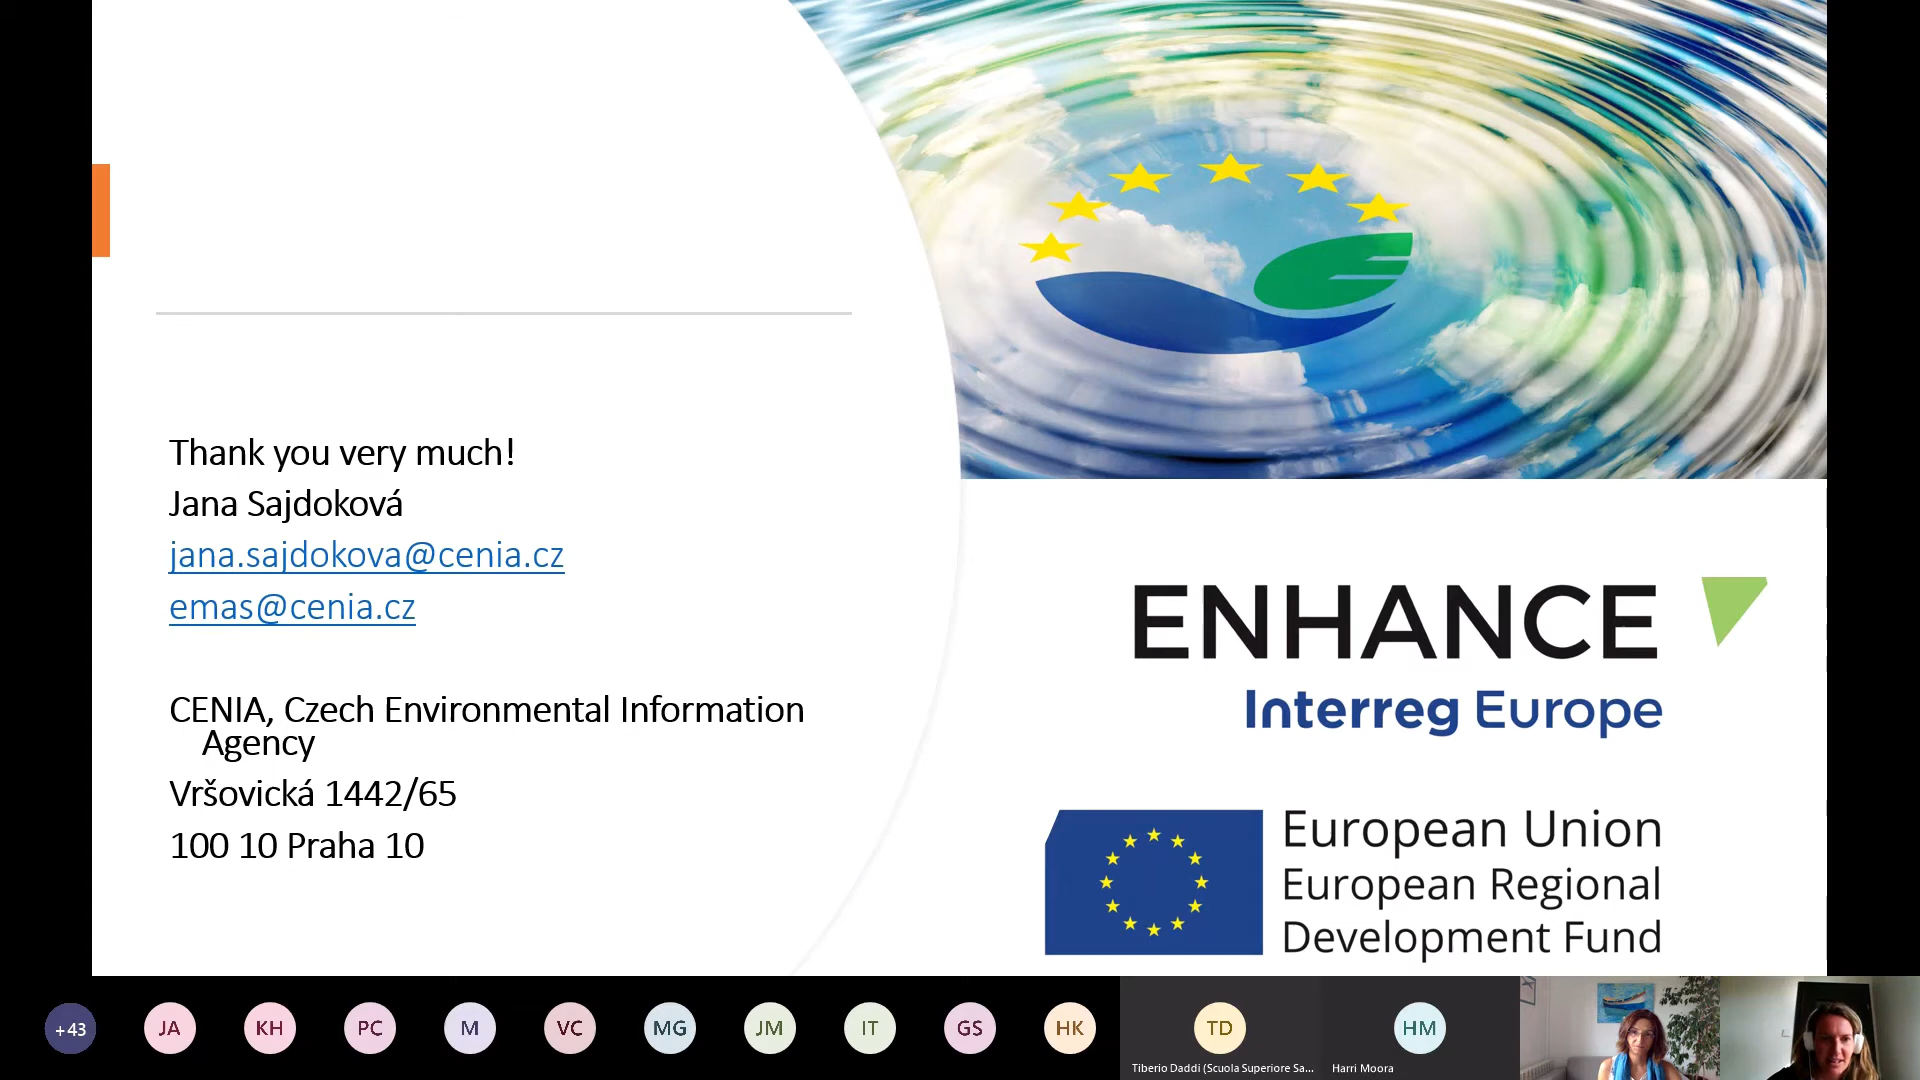 Thank you very much!
Jana Sajdoková
jana.sajdokova@cenia.cz
emas@cenia.cz
CENIA, Czech Environmental Information
Agency
Vršovická 1442/65
100 10 Praha 10
ENHANCE
Interreg Europe
European Union
European Regional
Development Fund
+43
JA
KH
PC
M
VC
MG
JM
IT
GS
HK
TD
HM
Tiberio Daddi (Scuola Superiore Sa...
Harri Moora